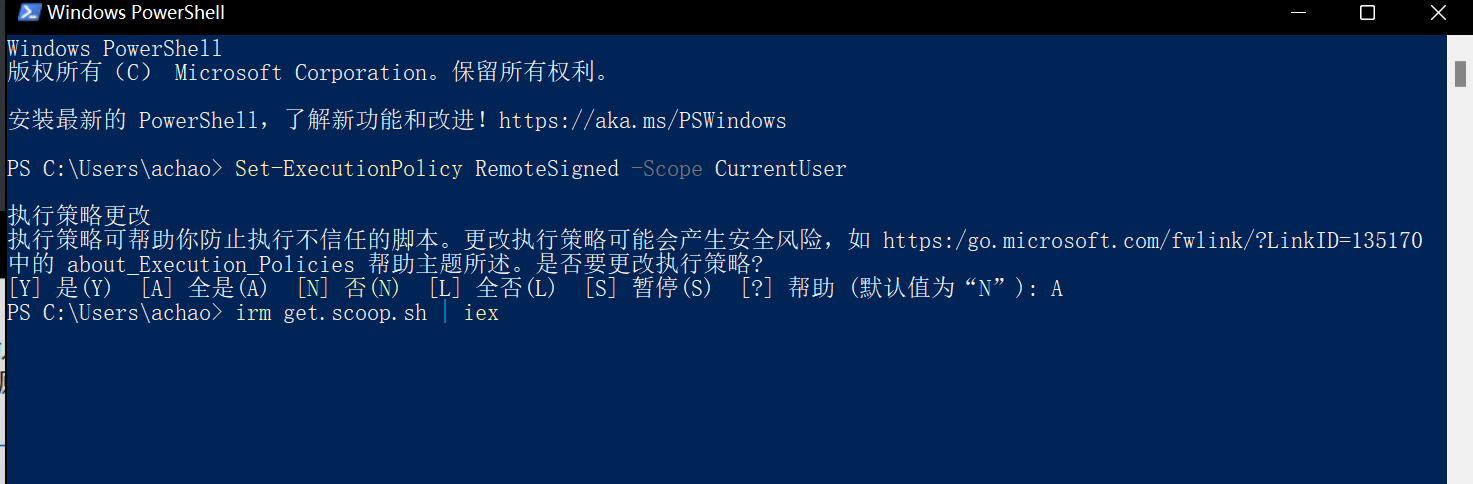 Windows PowerShell
Windows PowerShell
版权所有（C） Microsoft Corporation。保留所有权利。
安装最新的 PowerShell，了解新功能和改进！https://aka.ms/PSWindows
PS C:\Users\achao> Set-ExecutionPolicy RemoteSigned -Scope CurrentUser
执行策略更改
执行策略可帮助你防止执行不信任的脚本。更改执行策略可能会产生安全风险，如 https:/go.microsoft.com/fwlink/?LinkID=135170
中的 about_Execution_Policies 帮助主题所述。是否要更改执行策略?
[Y] 是(Y)  [A] 全是(A)  [N] 否(N)  [L] 全否(L)  [S] 暂停(S)  [?] 帮助 (默认值为“N”): A
PS C:\Users\achao> irm get.scoop.sh | iex